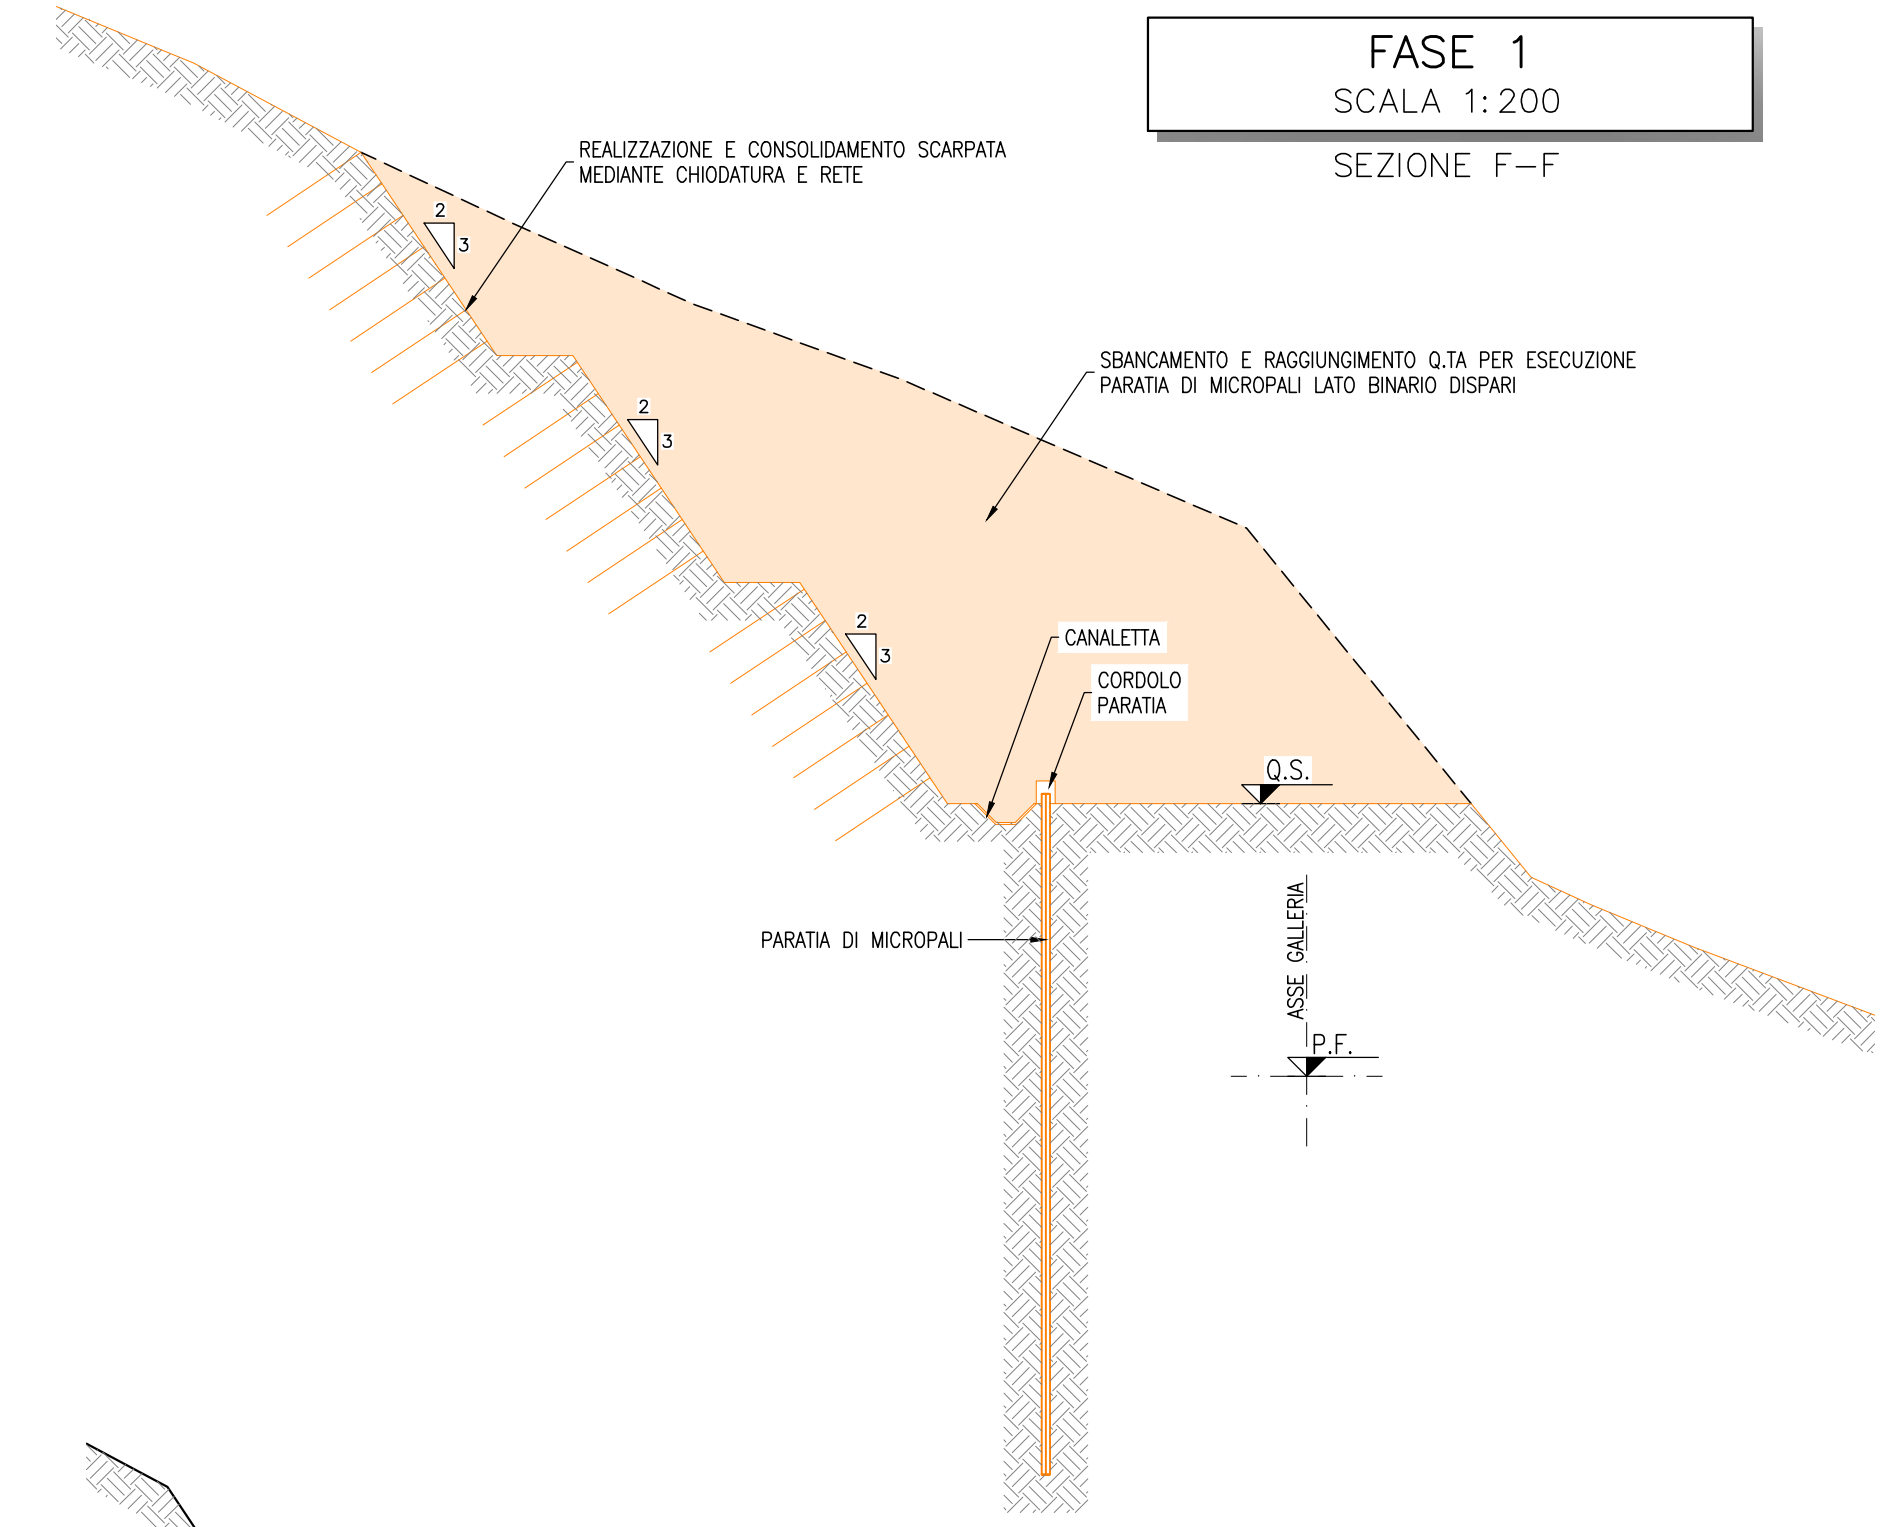 FASE 1
SCALA 1:200
SEZIONE F-F
REALIZZAZIONE E CONSOLIDAMENTO SCARPATA
MEDIANTE CHIODATURA E RETE
2
3
SBANCAMENTO E RAGGIUNGIMENTO Q.TA PER ESECUZIONE
PARATIA DI MICROPALI LATO BINARIO DISPARI
2
3
2
3
CANALETTA
CORDOLO
PARATIA
Q.S.
PARATIA DI MICROPALI
ASSE GALLERIA
P.F.